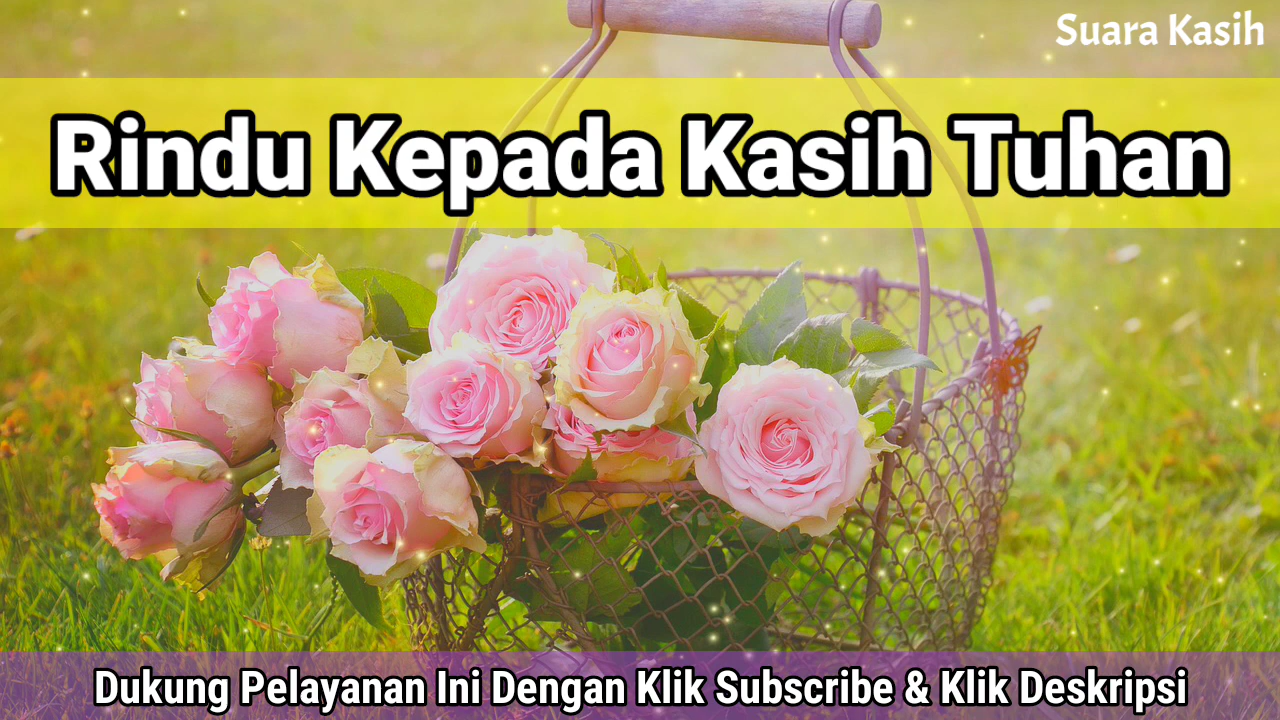 Suara Kasih
Rindu Kepada Kasih Tuhan
Dukung Pelayanan Ini Dengan Klik Subscribe & Klik Deskripsi